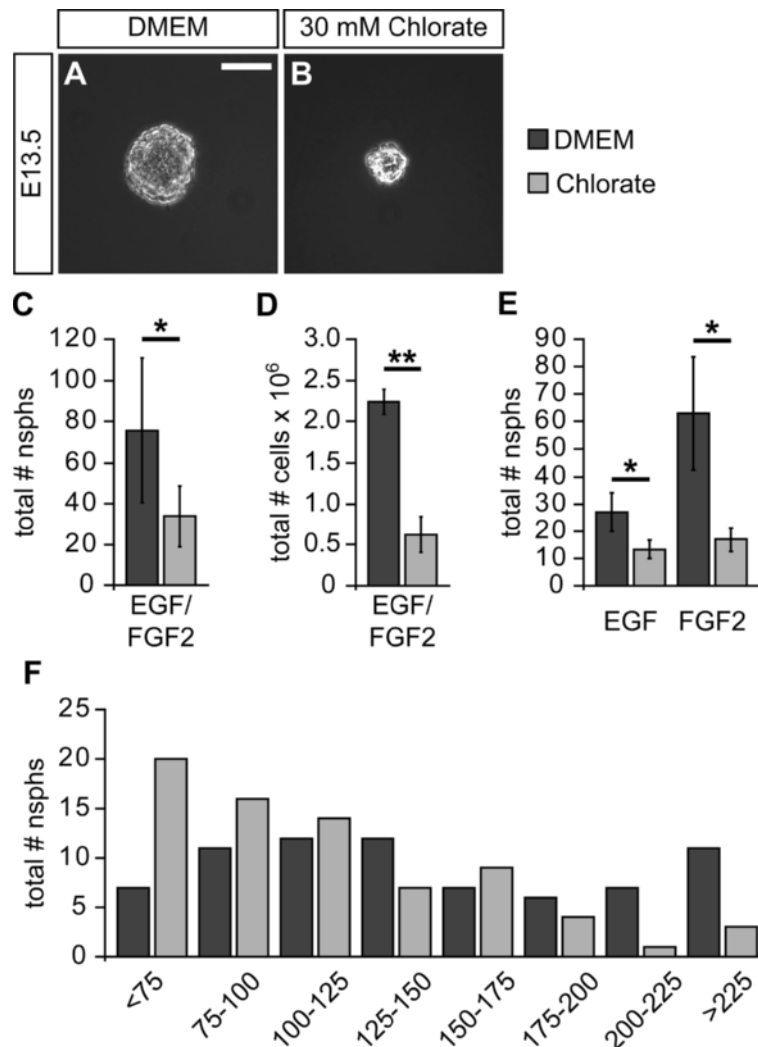 DMEM
30 mM Chlorate
E13.5
A
B
DMEM
Chlorate
C
total # nsphs
120
100
80
60
40
20
0
*
EGF/
FGF2
D
total # cells x 10⁶
3.0
2.5
2.0
1.5
1.0
0.5
0
**
EGF/
FGF2
E
total # nsphs
90
80
70
60
50
40
30
20
10
0
*
*
EGF
FGF2
F
total # nsphs
25
20
15
10
5
0
<75
75-100
100-125
125-150
150-175
175-200
200-225
>225